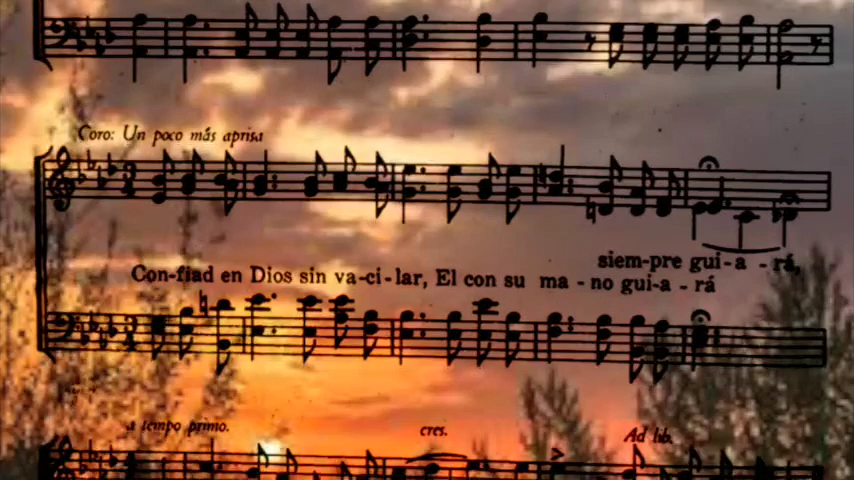 Coro: Un poco más aprisa
siem-pre gui-a - rá,
Con-fiad en Dios sin va-ci-lar, El con su ma - no gui-a - rá
a tempo primo.
cres.
Ad lib.